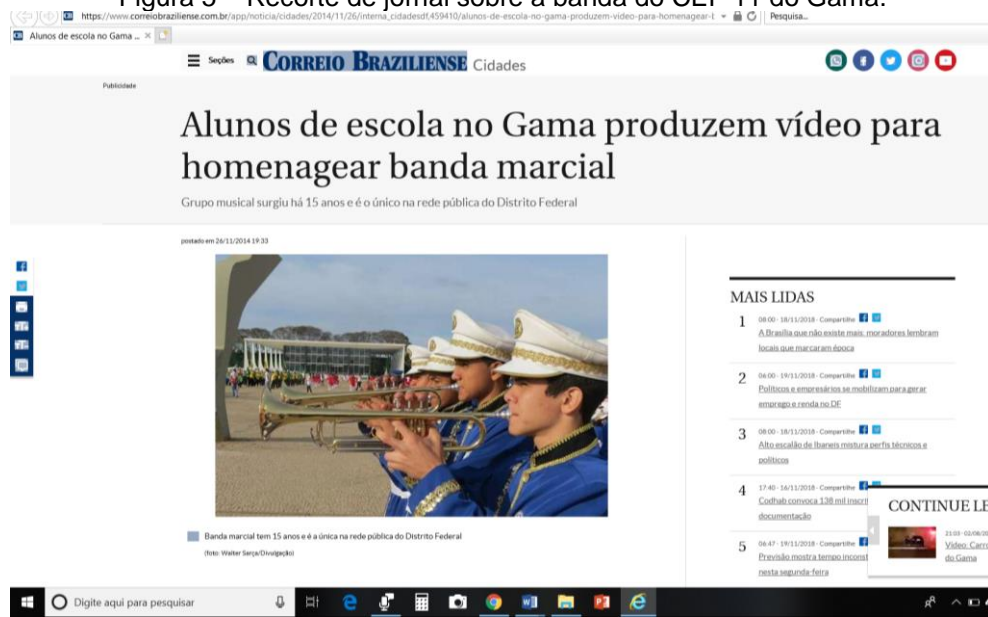 Figura 5 – Recorte de jornal sobre a banda do CEF 11 do Gama.
https://www.correiobraziliense.com.br/app/noticia/cidades/2014/11/26/interna_cidadesdf,459410/alunos-de-escola-no-gama-produzem-video-para-homenagear-b
Pesquisa...
Alunos de escola no Gama ...
Seções CORREIO BRAZILIENSE Cidades
Publicidade
Alunos de escola no Gama produzem vídeo para
homenagear banda marcial
Grupo musical surgiu há 15 anos e é o único na rede pública do Distrito Federal
postado em 26/11/2014 19:33
Banda marcial tem 15 anos e é a única na rede pública do Distrito Federal
(foto: Walter Sarça/Divulgação)
MAIS LIDAS
1 08:00 - 18/11/2018 - Compartilhe
A Brasília que não existe mais: moradores lembram
locais que marcaram época
2 06:00 - 19/11/2018 - Compartilhe
Políticos e empresários se mobilizam para gerar
emprego e renda no DF
3 08:00 - 18/11/2018 - Compartilhe
Alto escalão de Ibaneis mistura perfis técnicos e
políticos
4 17:40 - 16/11/2018 - Compartilhe
Codhab convoca 138 mil inscri
documentação
5 06:47 - 19/11/2018 - Compartilhe
Previsão mostra tempo inconst
nesta segunda-feira
CONTINUE LE
Vídeo: Carr
do Gama
Digite aqui para pesquisar